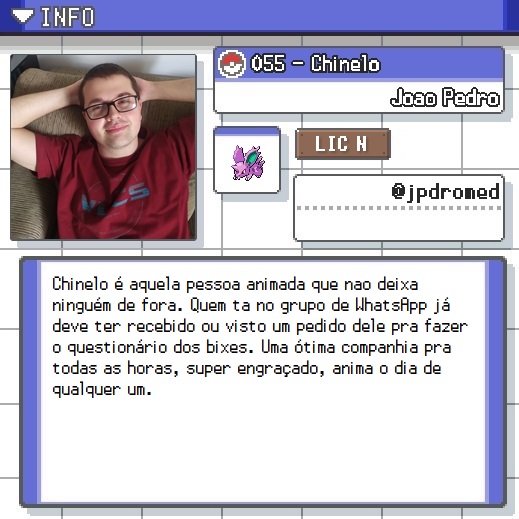 INFO
055 - Chinelo
Joao Pedro
LIC N
@jpdromed
Chinelo é aquela pessoa animada que nao deixa
ninguém de fora. Quem ta no grupo de WhatsApp já
deve ter recebido ou visto um pedido dele pra fazer
o questionário dos bixes. Uma ótima companhia pra
todas as horas, super engraçado, anima o dia de
qualquer um.